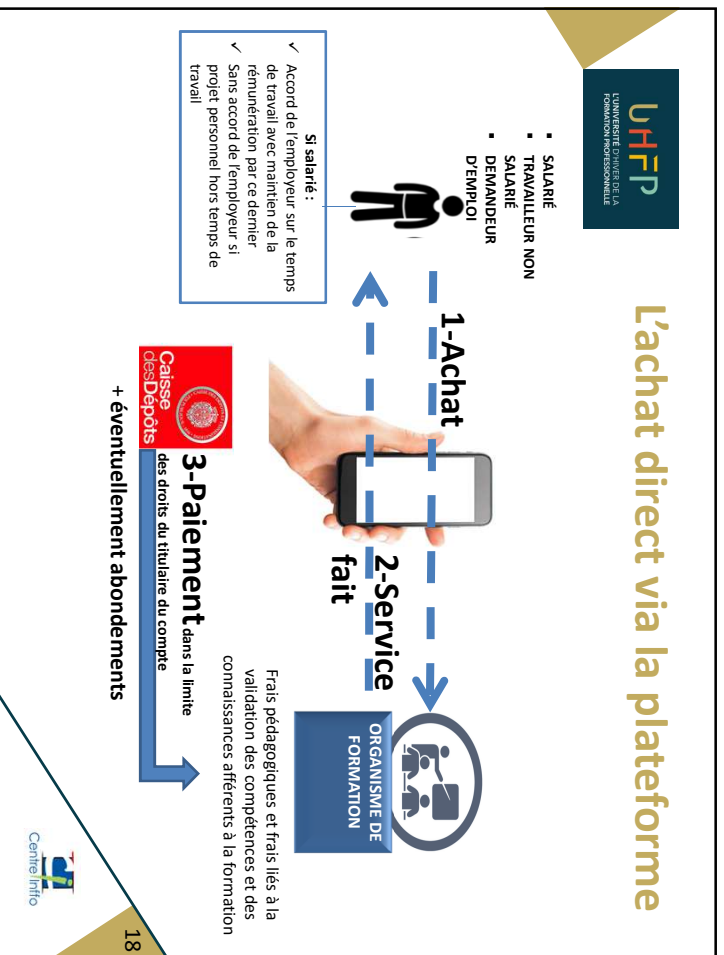 UHFP
L'UNIVERSITÉ D'HIVER DE LA
FORMATION PROFESSIONNELLE
L'achat direct via la plateforme
▪ SALARIÉ
▪ TRAVAILLEUR NON
SALARIÉ
▪ DEMANDEUR
D'EMPLOI
Si salarié :
✓ Accord de l'employeur sur le temps
de travail avec maintien de la
rémunération par ce dernier
✓ Sans accord de l'employeur si
projet personnel hors temps de
travail
1-Achat
2-Service
fait
ORGANISME DE
FORMATION
Frais pédagogiques et frais liés à la
validation des compétences et des
connaissances afférents à la formation
Caisse
desDépôts
3-Paiement dans la limite
des droits du titulaire du compte
+ éventuellement abondements
Centre Inffo
18